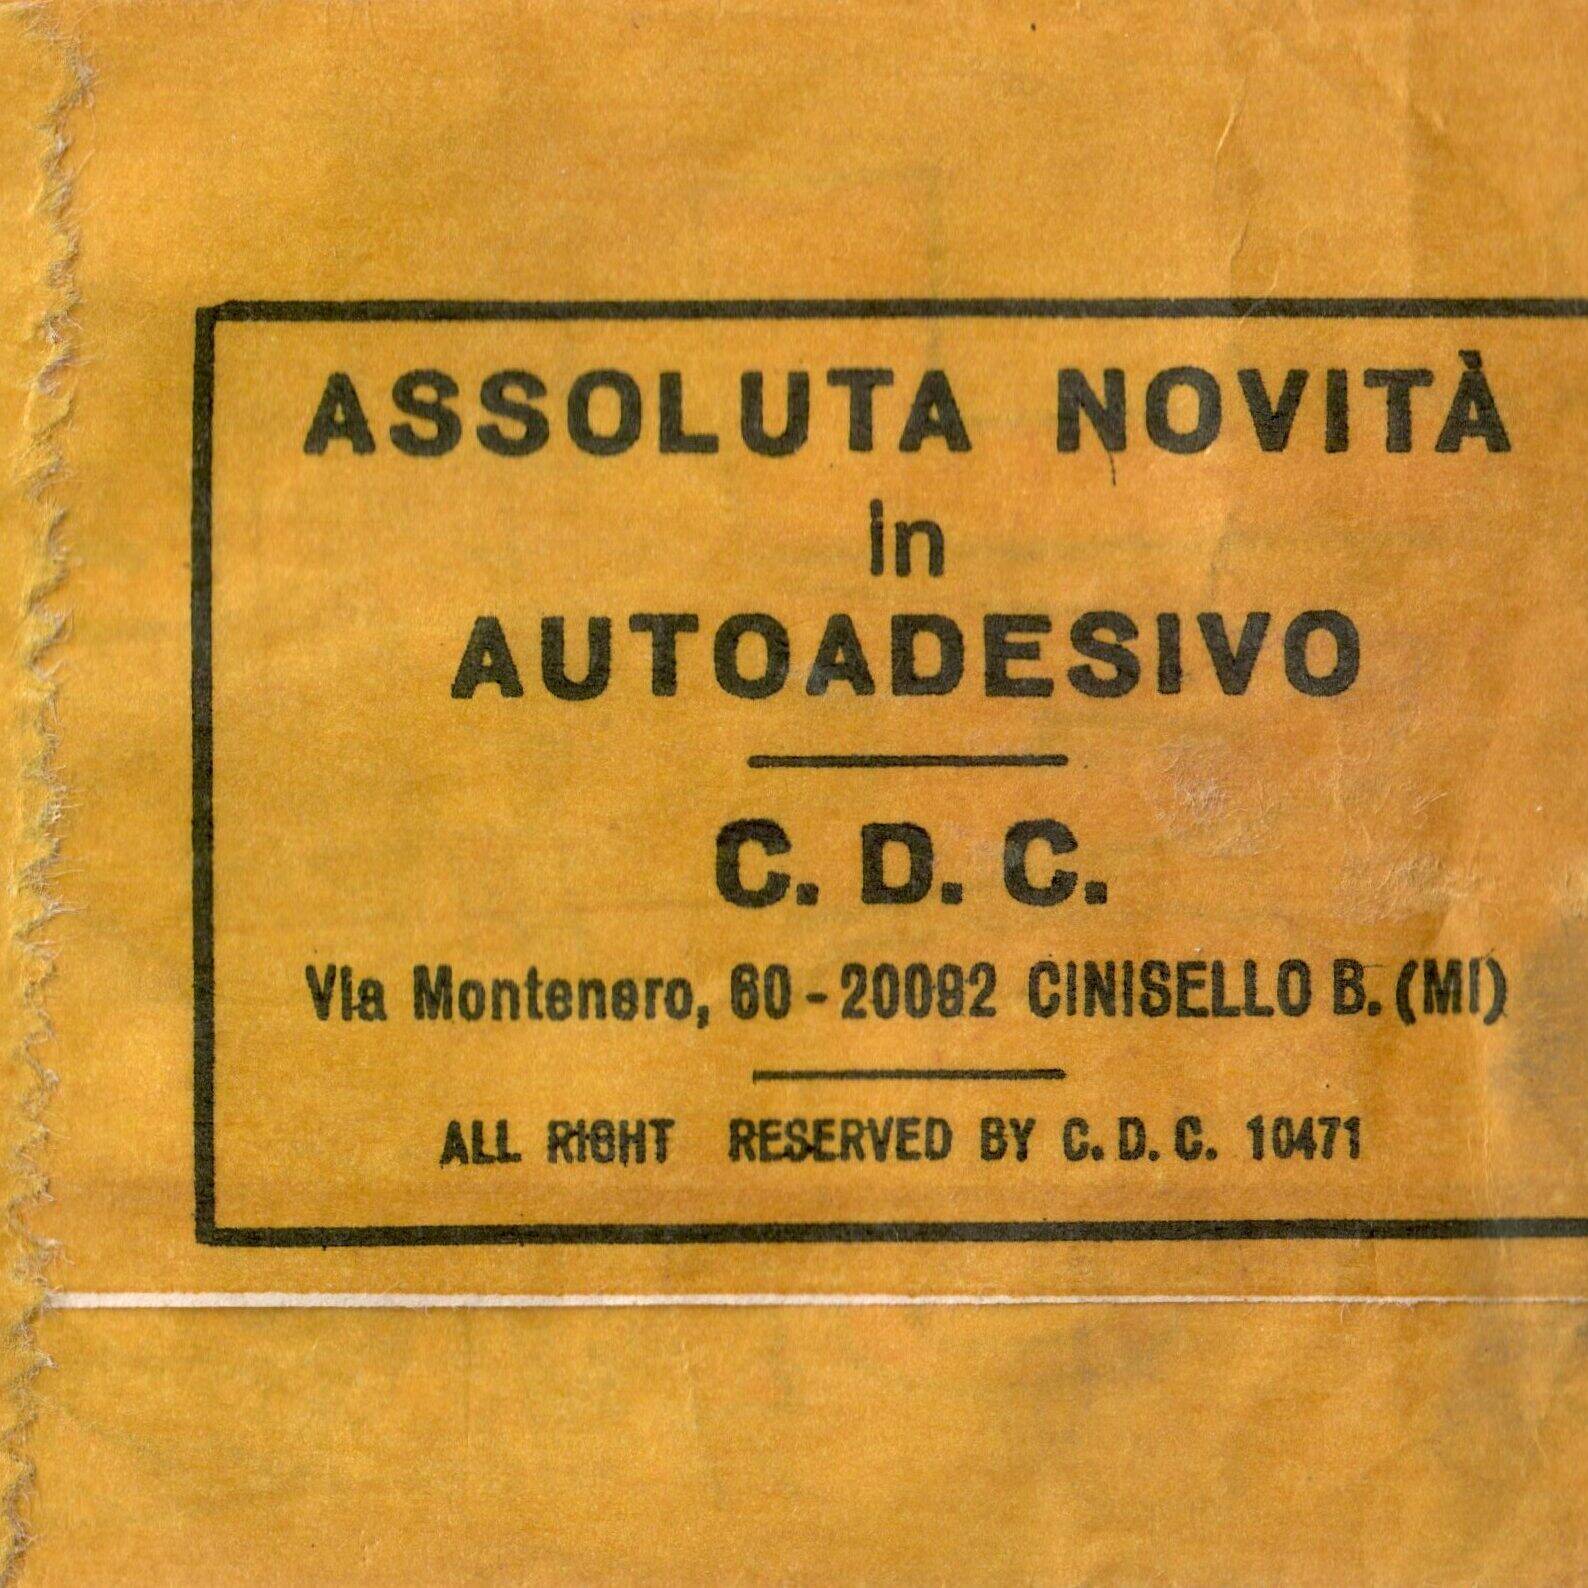 ASSOLUTA NOVITÀ
in
AUTOADESIVO
C. D. C.
Via Montenero, 60 - 20092 CINISELLO B. (MI)
ALL RIGHT RESERVED BY C. D. C. 10471